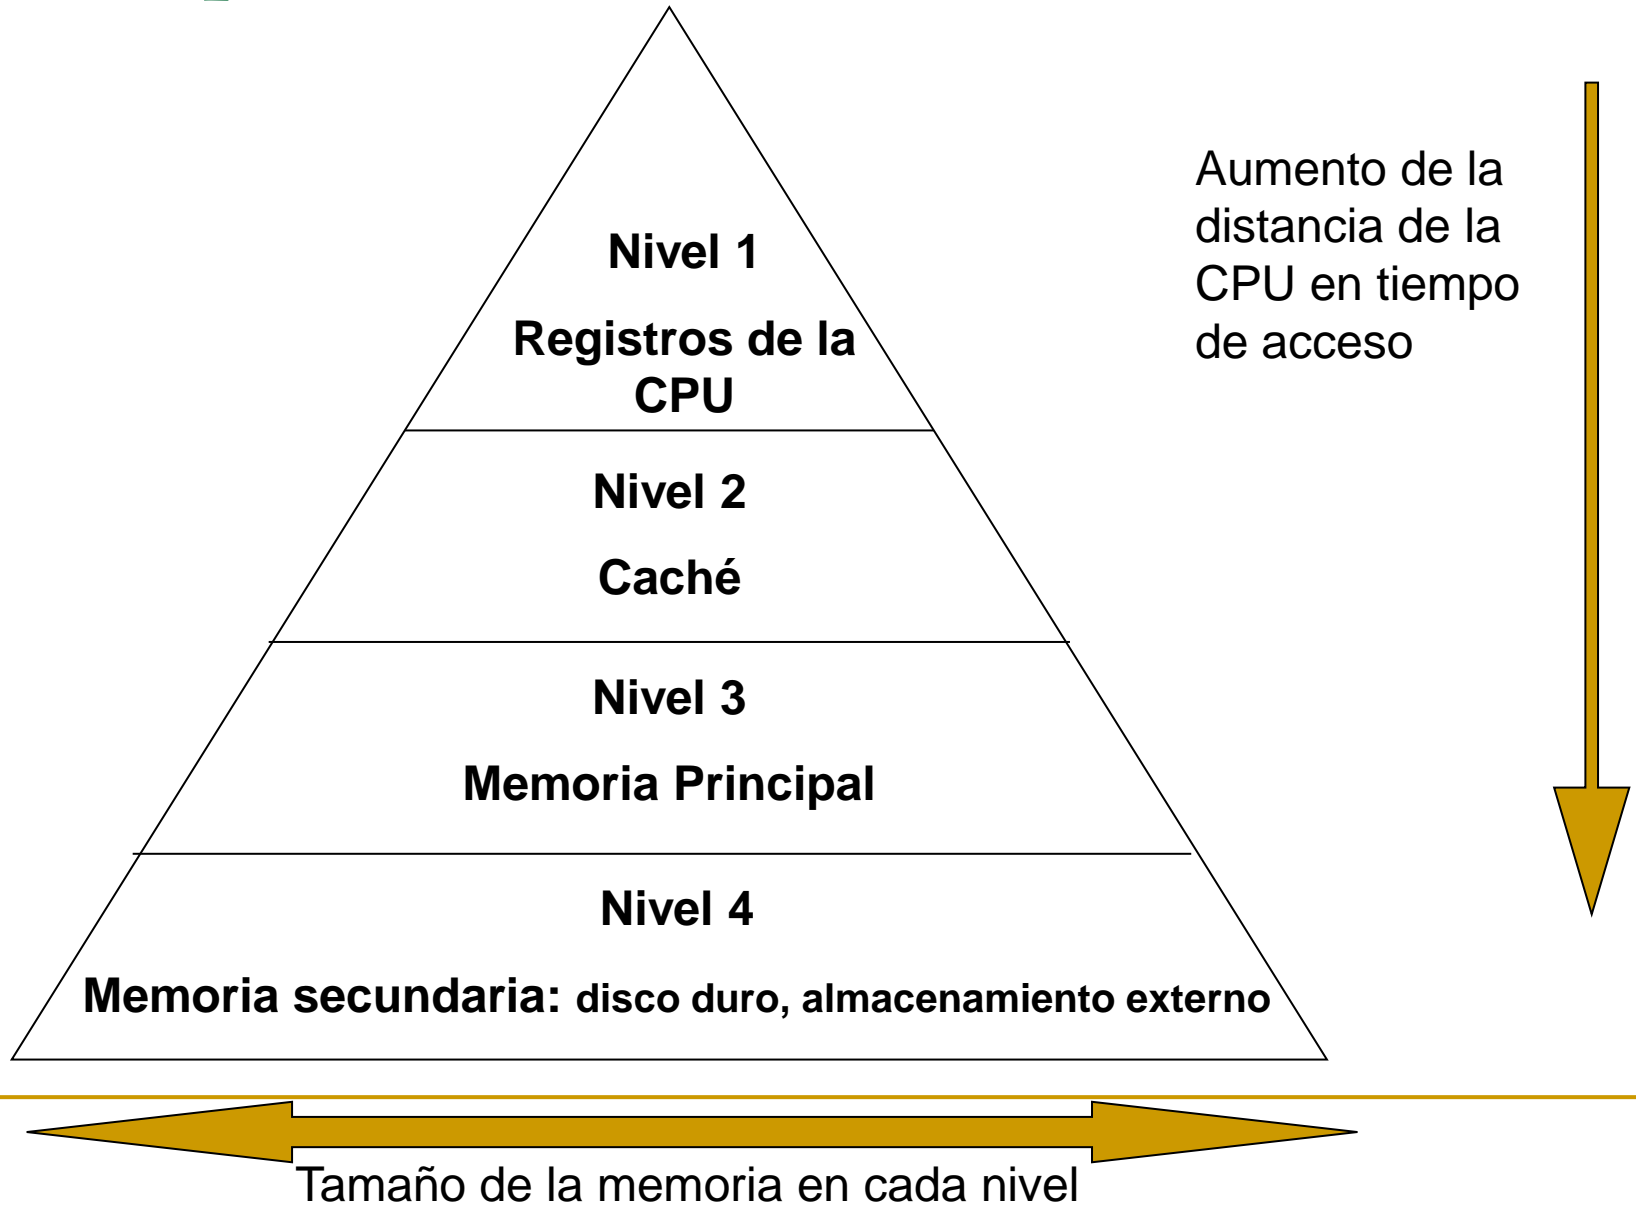 Nivel 1
Registros de la
CPU
Nivel 2
Caché
Nivel 3
Memoria Principal
Nivel 4
Memoria secundaria: disco duro, almacenamiento externo
Aumento de la
distancia de la
CPU en tiempo
de acceso
Tamaño de la memoria en cada nivel